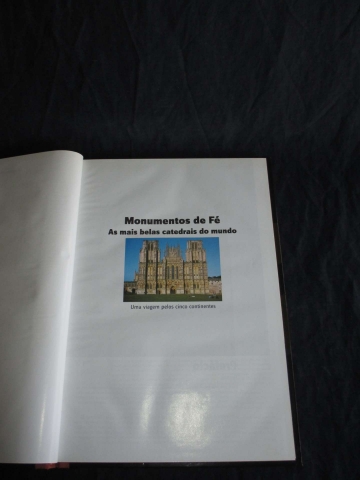 Monumentos de Fé
As mais belas catedrais do mundo
Uma viagem pelos cinco continentes